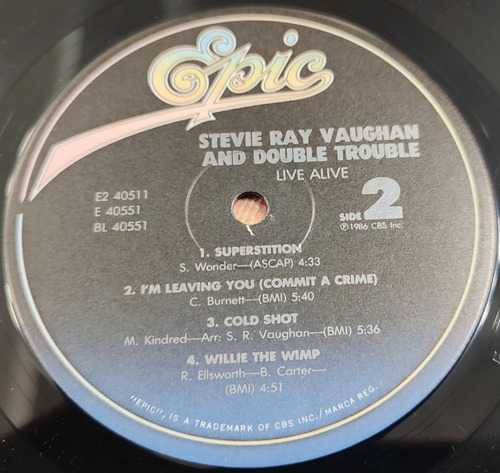 Epic
STEVIE RAY VAUGHAN
AND DOUBLE TROUBLE
LIVE ALIVE
E2 40511
E 40551
BL 40551
SIDE 2
℗1986 CBS Inc.
1. SUPERSTITION
S. Wonder—(ASCAP) 4:33
2. I'M LEAVING YOU (COMMIT A CRIME)
C. Burnett—(BMI) 5:40
3. COLD SHOT
M. Kindred—Arr: S. R. Vaughan—(BMI) 5:36
4. WILLIE THE WIMP
R. Ellsworth—B. Carter—
(BMI) 4:51
"EPIC", IS A TRADEMARK OF CBS INC./MARCA REG.